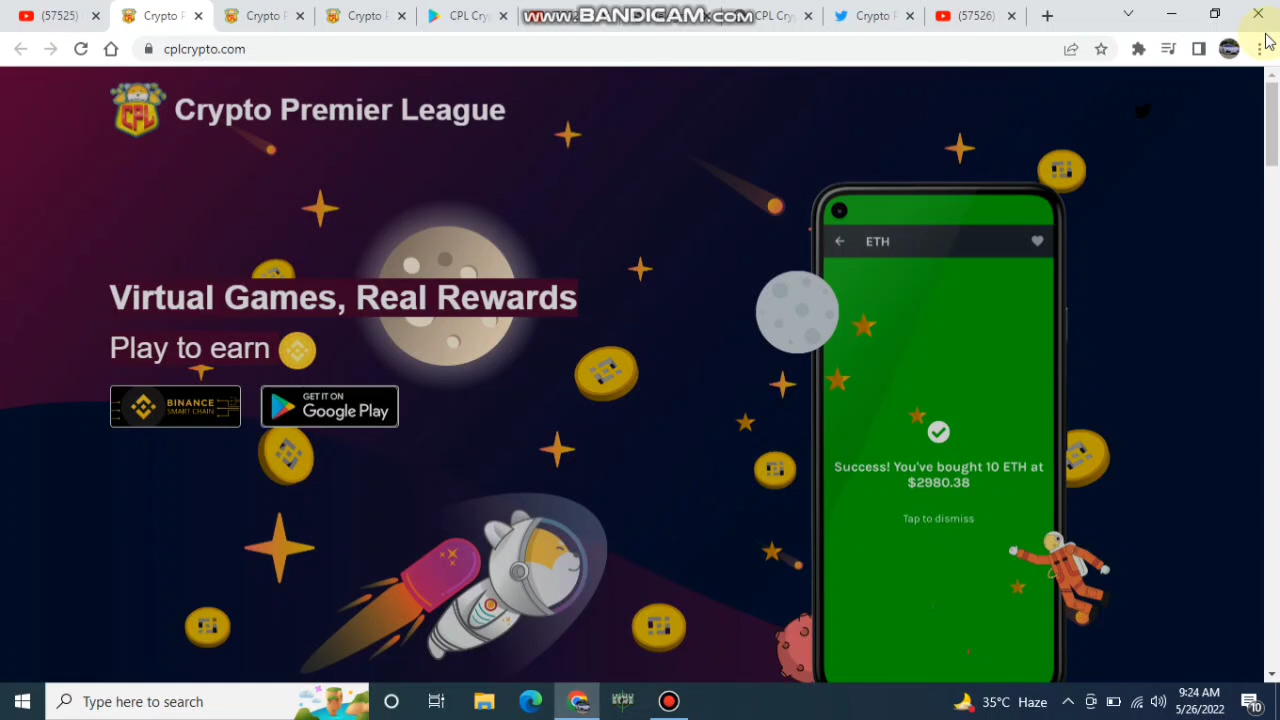 (57525)
Crypto P
Crypto P
Crypto P
CPL Cry
www.BANDICAM.com
CPL Cry
Crypto P
(57526)
cplcrypto.com
CPL
Crypto Premier League
ETH
Virtual Games, Real Rewards
Play to earn
BINANCE
SMART CHAIN
GET IT ON
Google Play
Success! You've bought 10 ETH at
$2980.38
Tap to dismiss
Type here to search
35°C Haze
9:24 AM
5/26/2022
10